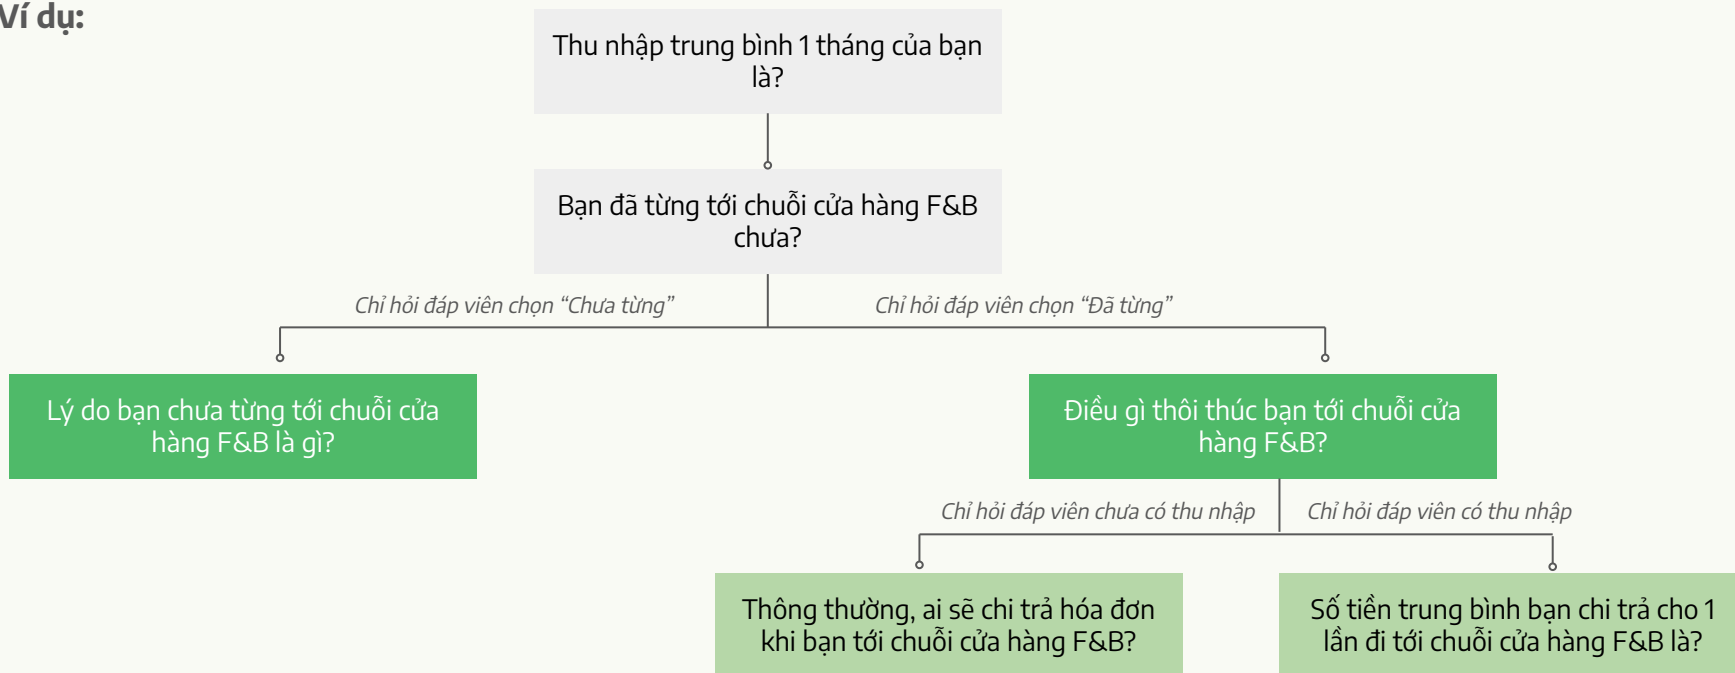 Ví dụ:
Thu nhập trung bình 1 tháng của bạn
là?
Bạn đã từng tới chuỗi cửa hàng F&B
chưa?
Chỉ hỏi đáp viên chọn “Chưa từng”
Chỉ hỏi đáp viên chọn “Đã từng”
Lý do bạn chưa từng tới chuỗi cửa
hàng F&B là gì?
Điều gì thôi thúc bạn tới chuỗi cửa
hàng F&B?
Chỉ hỏi đáp viên chưa có thu nhập
Chỉ hỏi đáp viên có thu nhập
Thông thường, ai sẽ chi trả hóa đơn
khi bạn tới chuỗi cửa hàng F&B?
Số tiền trung bình bạn chi trả cho 1
lần đi tới chuỗi cửa hàng F&B là?